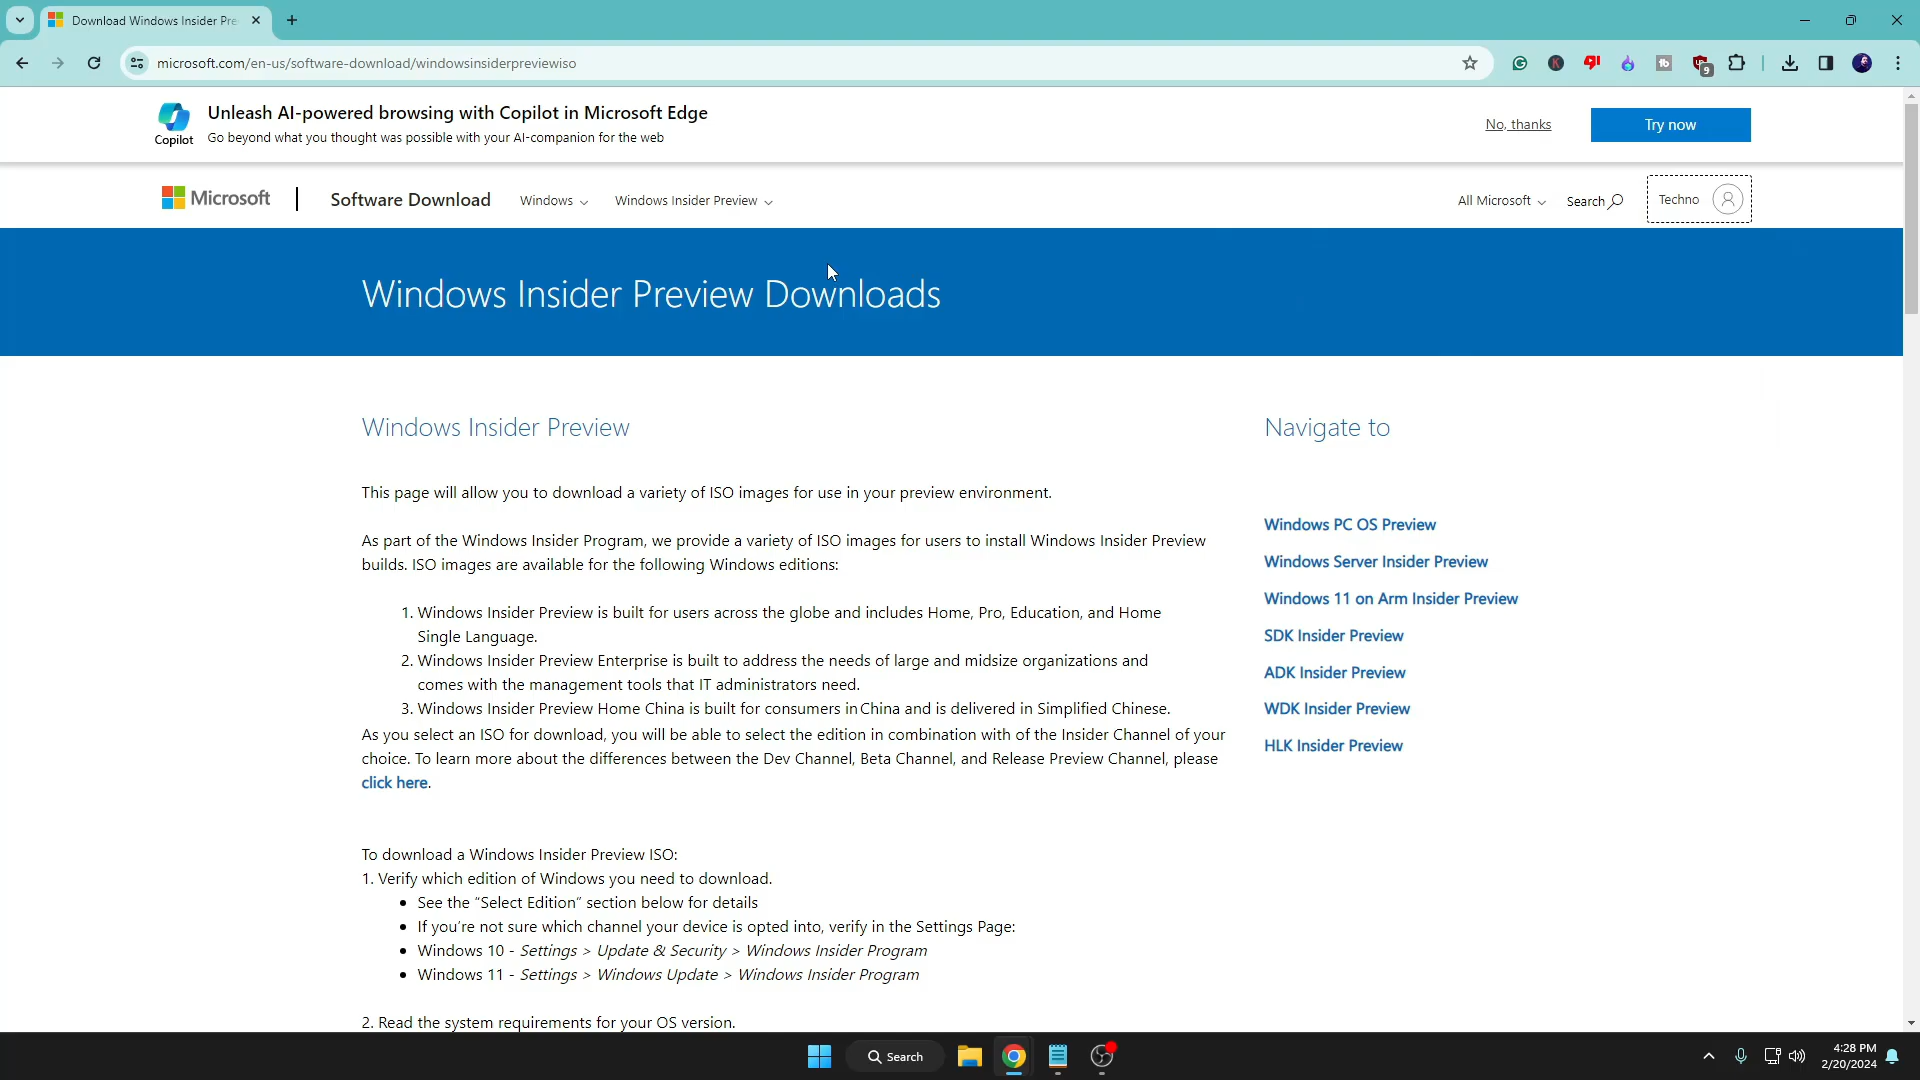 Download Windows Insider Pre
microsoft.com/en-us/software-download/windowsinsiderpreviewiso
9
Copilot
Unleash AI-powered browsing with Copilot in Microsoft Edge
Go beyond what you thought was possible with your AI-companion for the web
No, thanks
Try now
Microsoft
Software Download
Windows
Windows Insider Preview
All Microsoft
Search
Techno
Windows Insider Preview Downloads
Windows Insider Preview
This page will allow you to download a variety of ISO images for use in your preview environment.
As part of the Windows Insider Program, we provide a variety of ISO images for users to install Windows Insider Preview
builds. ISO images are available for the following Windows editions:
1. Windows Insider Preview is built for users across the globe and includes Home, Pro, Education, and Home
Single Language.
2. Windows Insider Preview Enterprise is built to address the needs of large and midsize organizations and
comes with the management tools that IT administrators need.
3. Windows Insider Preview Home China is built for consumers in China and is delivered in Simplified Chinese.
As you select an ISO for download, you will be able to select the edition in combination with of the Insider Channel of your
choice. To learn more about the differences between the Dev Channel, Beta Channel, and Release Preview Channel, please
click here.
To download a Windows Insider Preview ISO:
1. Verify which edition of Windows you need to download.
• See the "Select Edition" section below for details
• If you're not sure which channel your device is opted into, verify in the Settings Page:
• Windows 10 - Settings > Update & Security > Windows Insider Program
• Windows 11 - Settings > Windows Update > Windows Insider Program
2. Read the system requirements for your OS version.
Navigate to
Windows PC OS Preview
Windows Server Insider Preview
Windows 11 on Arm Insider Preview
SDK Insider Preview
ADK Insider Preview
WDK Insider Preview
HLK Insider Preview
Search
4:28 PM
2/20/2024